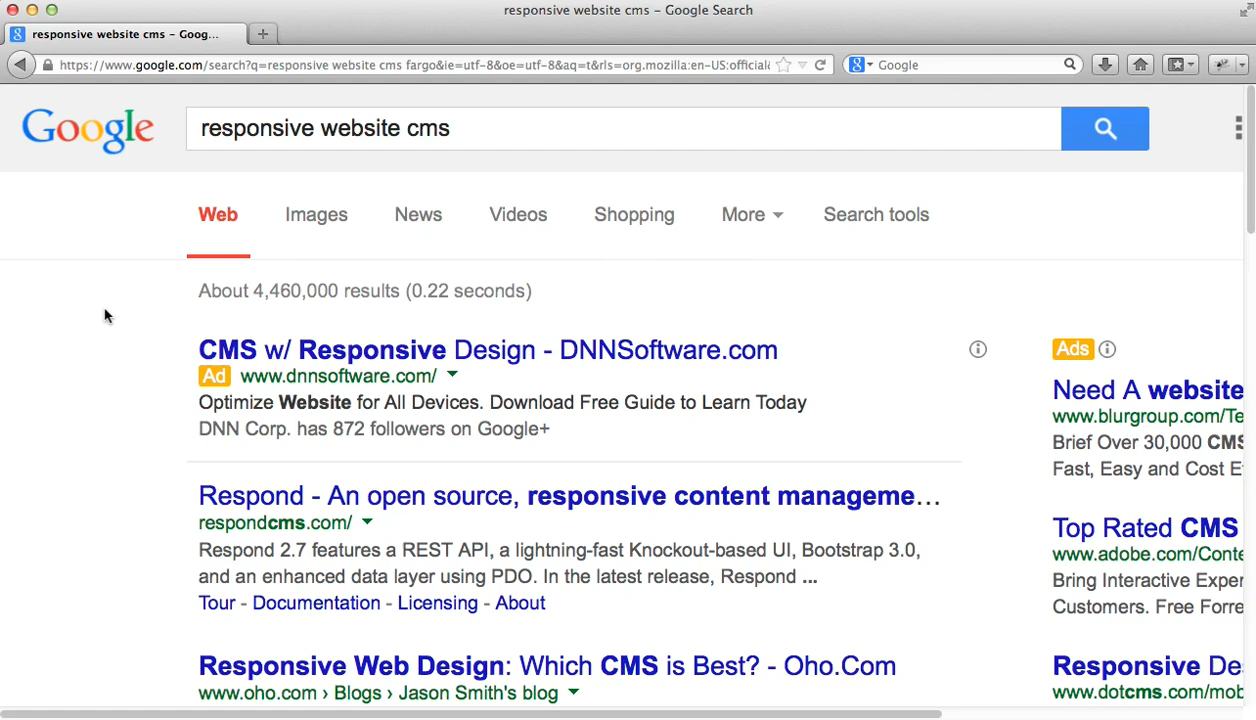 responsive website cms – Google Search
responsive website cms – Goog...
https://www.google.com/search?q=responsive website cms fargo&ie=utf-8&oe=utf-8&aq=t&rls=org.mozilla:en-US:official&
Google
Google
responsive website cms
Web
Images
News
Videos
Shopping
More
Search tools
About 4,460,000 results (0.22 seconds)
CMS w/ Responsive Design - DNNSoftware.com
Ad www.dnnsoftware.com/
Optimize Website for All Devices. Download Free Guide to Learn Today
DNN Corp. has 872 followers on Google+
Respond - An open source, responsive content manageme...
respondcms.com/
Respond 2.7 features a REST API, a lightning-fast Knockout-based UI, Bootstrap 3.0,
and an enhanced data layer using PDO. In the latest release, Respond ...
Tour - Documentation - Licensing - About
Responsive Web Design: Which CMS is Best? - Oho.Com
www.oho.com › Blogs › Jason Smith's blog
Ads
Need A website
www.blurgroup.com/Te
Brief Over 30,000 CMS
Fast, Easy and Cost E
Top Rated CMS
www.adobe.com/Conte
Bring Interactive Exper
Customers. Free Forre
Responsive De
www.dotcms.com/mob